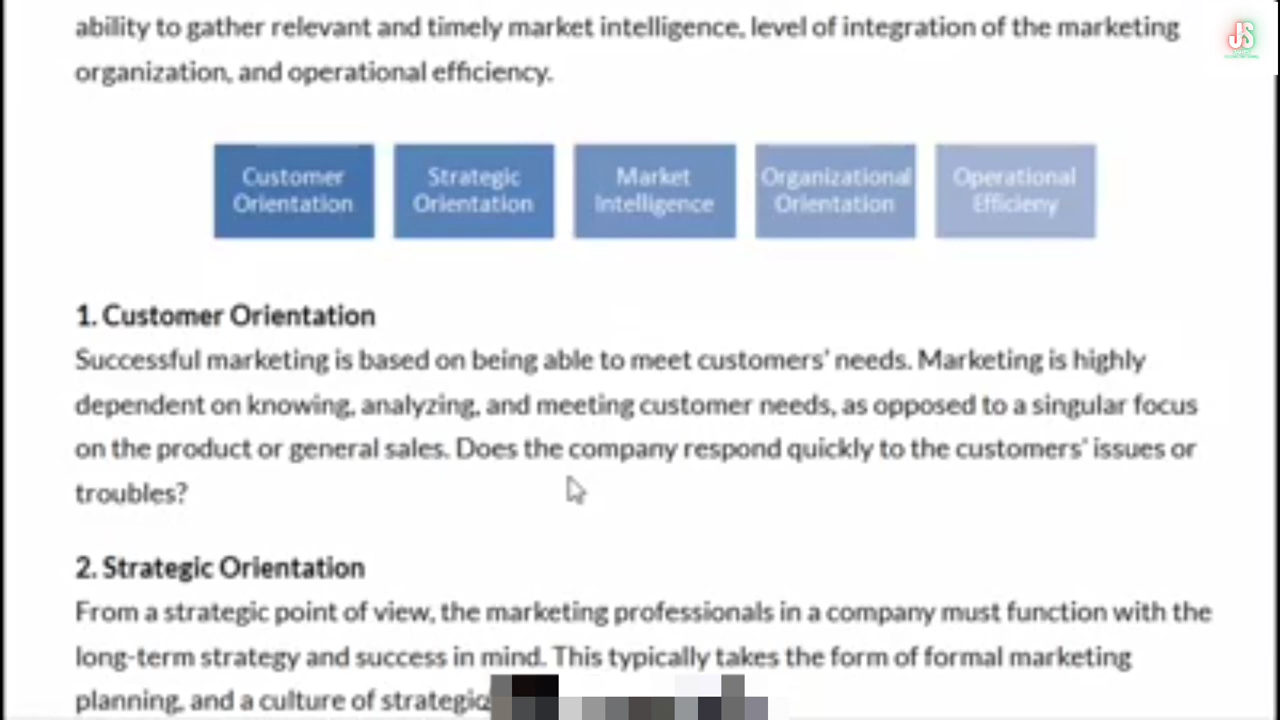 ability to gather relevant and timely market intelligence, level of integration of the marketing
organization, and operational efficiency.
Customer
Orientation
Strategic
Orientation
Market
Intelligence
Organizational
Orientation
Operational
Efficieny
1. Customer Orientation
Successful marketing is based on being able to meet customers' needs. Marketing is highly
dependent on knowing, analyzing, and meeting customer needs, as opposed to a singular focus
on the product or general sales. Does the company respond quickly to the customers' issues or
troubles?
2. Strategic Orientation
From a strategic point of view, the marketing professionals in a company must function with the
long-term strategy and success in mind. This typically takes the form of formal marketing
planning, and a culture of strategic
JS